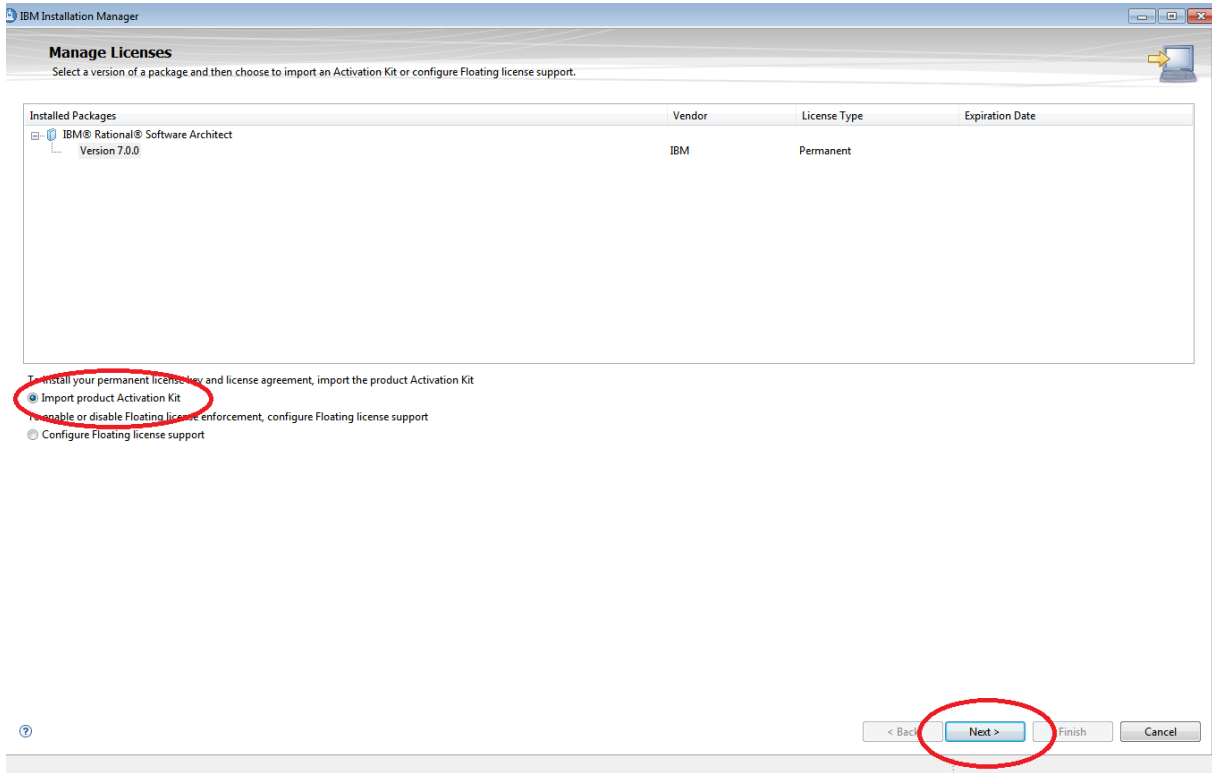 IBM Installation Manager
Manage Licenses
Select a version of a package and then choose to import an Activation Kit or configure Floating license support.
Installed Packages Vendor License Type Expiration Date
IBM® Rational® Software Architect
Version 7.0.0 IBM Permanent
To install your permanent license key and license agreement, import the product Activation Kit
Import product Activation Kit
To enable or disable Floating license enforcement, configure Floating license support
Configure Floating license support
? < Back Next > Finish Cancel